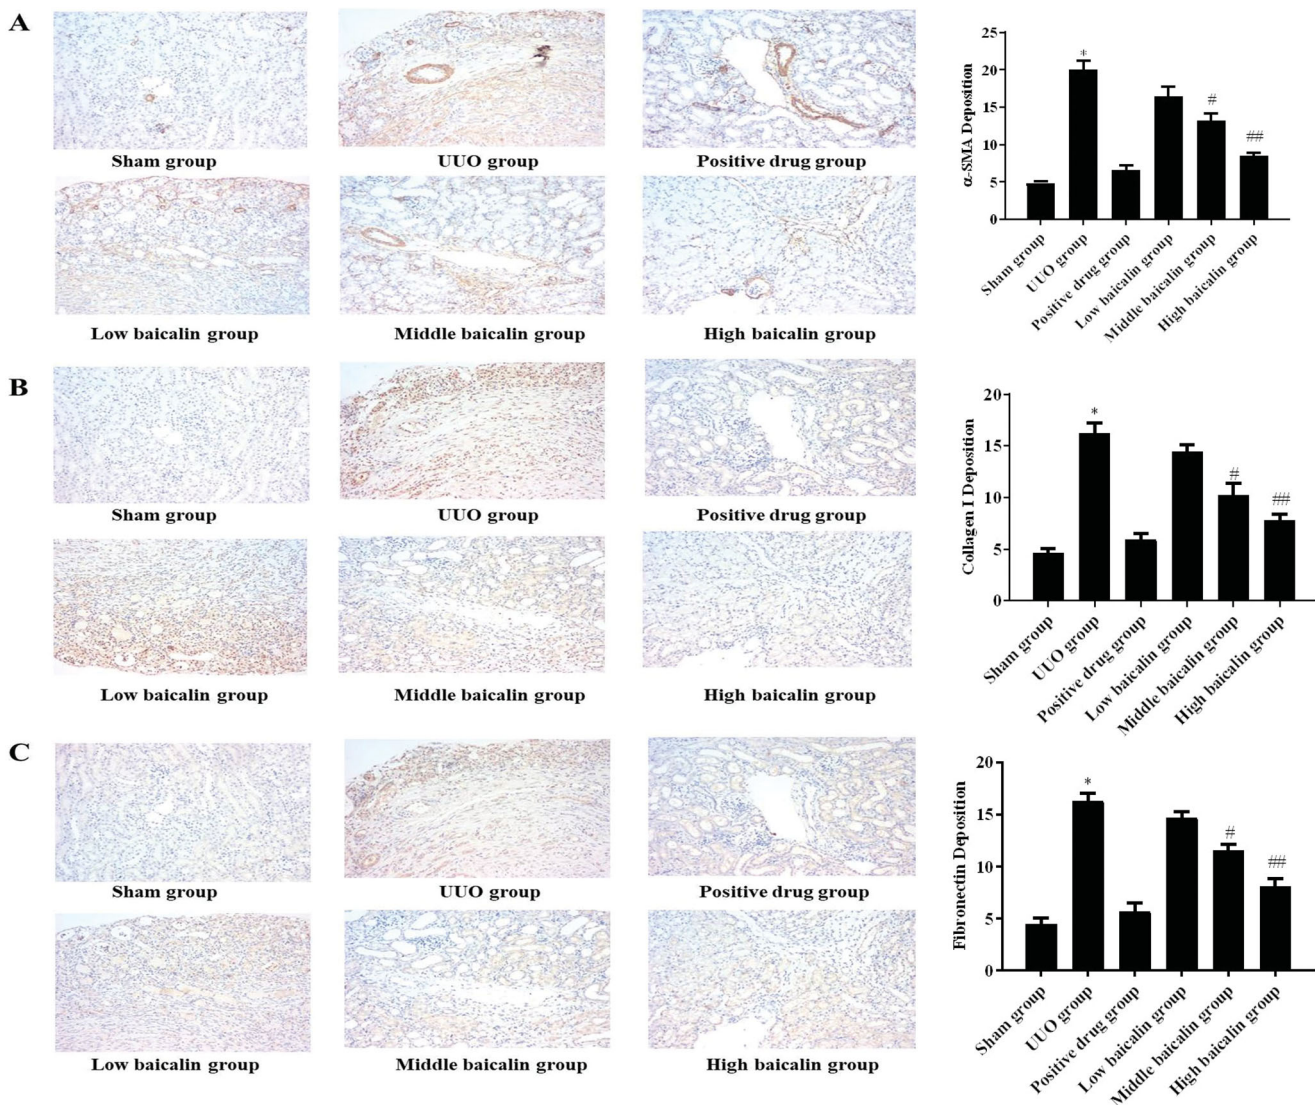 A
Sham group
UUO group
Positive drug group
Low baicalin group
Middle baicalin group
High baicalin group
α-SMA Deposition
25
20
15
10
5
0
*
#
##
Sham group
UUO group
Positive drug group
Low baicalin group
Middle baicalin group
High baicalin group
B
Sham group
UUO group
Positive drug group
Low baicalin group
Middle baicalin group
High baicalin group
Collagen I Deposition
20
15
10
5
0
*
#
##
Sham group
UUO group
Positive drug group
Low baicalin group
Middle baicalin group
High baicalin group
C
Sham group
UUO group
Positive drug group
Low baicalin group
Middle baicalin group
High baicalin group
Fibronectin Deposition
20
15
10
5
0
*
#
##
Sham group
UUO group
Positive drug group
Low baicalin group
Middle baicalin group
High baicalin group